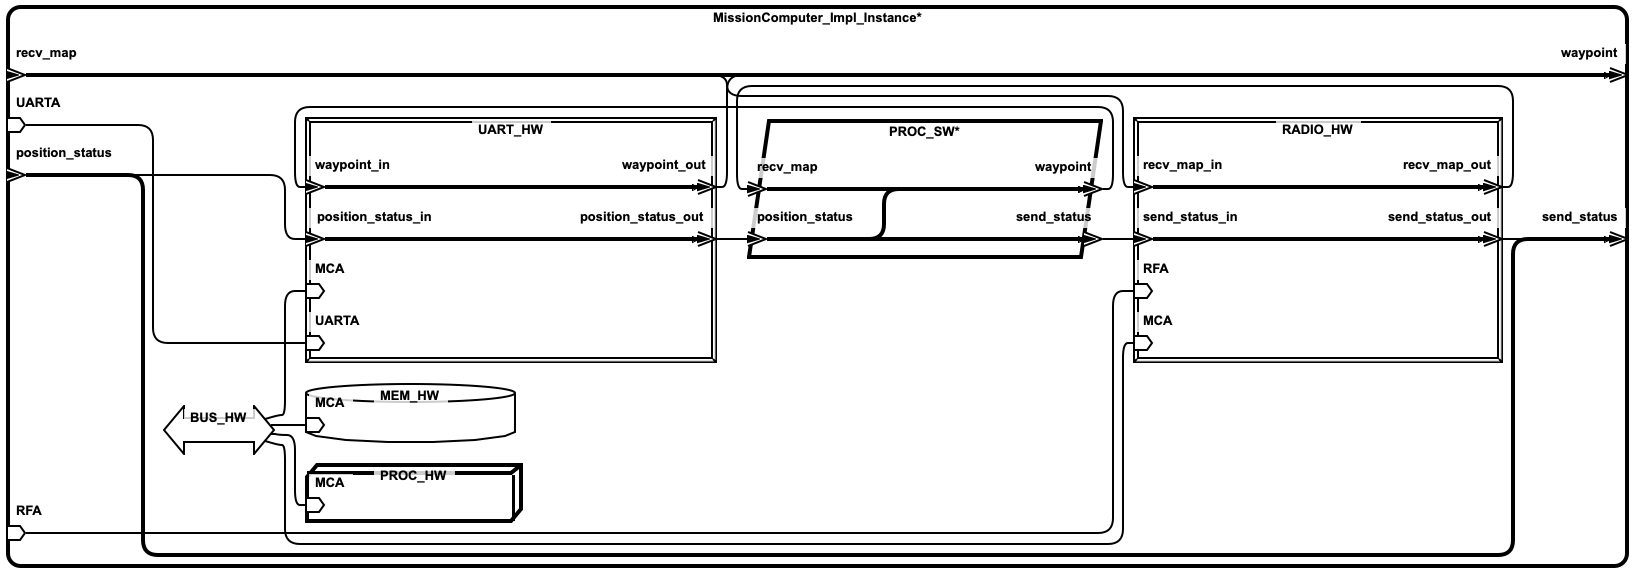 MissionComputer_Impl_Instance*
recv_map
waypoint
UARTA
position_status
UART_HW
waypoint_in
waypoint_out
position_status_in
position_status_out
MCA
UARTA
PROC_SW*
recv_map
waypoint
position_status
send_status
RADIO_HW
recv_map_in
recv_map_out
send_status_in
send_status_out
RFA
MCA
send_status
BUS_HW
MEM_HW
MCA
PROC_HW
MCA
RFA